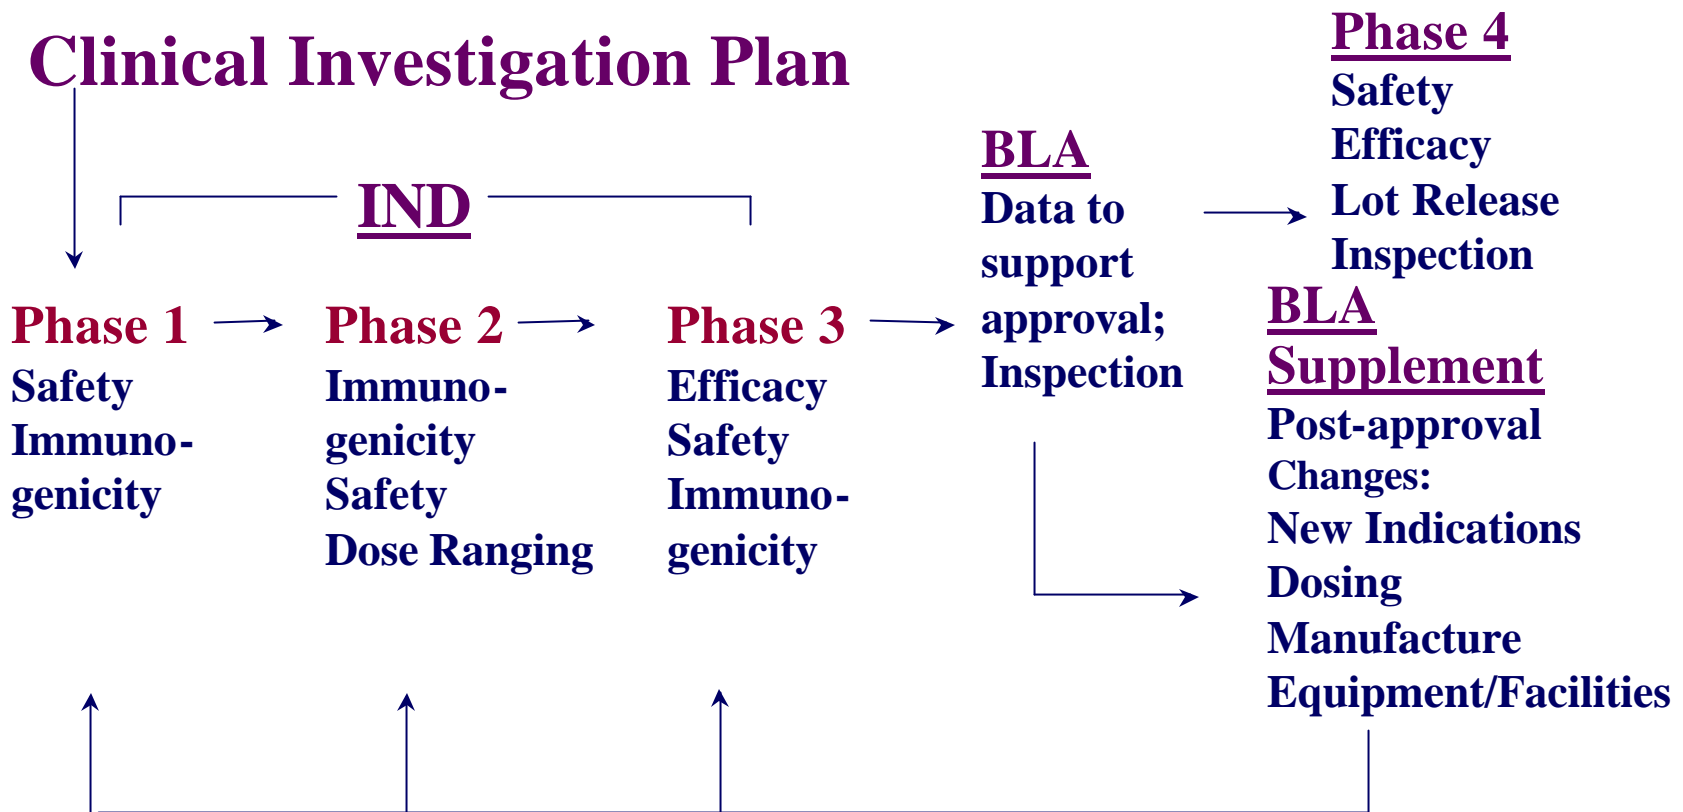 Clinical Investigation Plan
IND
Phase 1
Safety
Immuno-
genicity
Phase 2
Immuno-
genicity
Safety
Dose Ranging
Phase 3
Efficacy
Safety
Immuno-
genicity
BLA
Data to
support
approval;
Inspection
Phase 4
Safety
Efficacy
Lot Release
Inspection
BLA
Supplement
Post-approval
Changes:
New Indications
Dosing
Manufacture
Equipment/Facilities